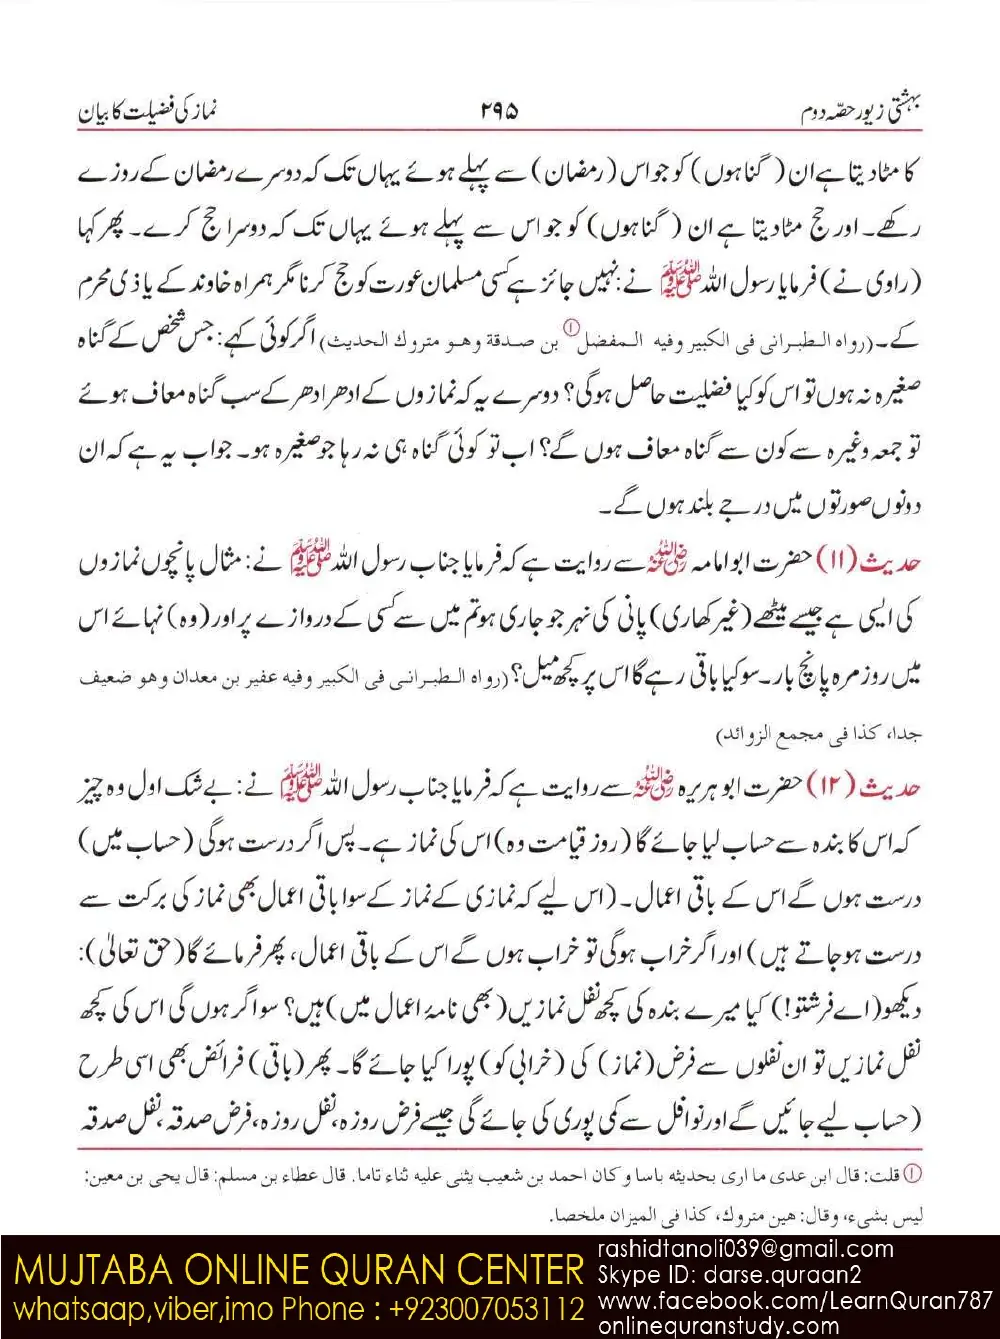 بہشتی زیور حصّہ دوم ۲۹۵ نماز کی فضیلت کا بیان
کا مٹا دیتا ہے ان (گناہوں) کو جو اس (رمضان) سے پہلے ہوئے یہاں تک کہ دوسرے رمضان کے روزے
رکھے۔ اور حج مٹا دیتا ہے ان (گناہوں) کو جو اس سے پہلے ہوئے یہاں تک کہ دوسرا حج کرے۔ پھر کہا
(راوی نے) فرمایا رسول اللہ ﷺ نے: نہیں جائز ہے کسی مسلمان عورت کو حج کرنا مگر ہمراہ خاوند کے یا ذی محرم
کے۔ (رواہ الطبرانی فی الکبیر وفیه المفضل ① بن صدقة وهو متروك الحديث) اگر کوئی کہے: جس شخص کے گناہ
صغیرہ نہ ہوں تو اس کو کیا فضیلت حاصل ہوگی؟ دوسرے یہ کہ نمازوں کے ادھر ادھر کے سب گناہ معاف ہوئے
تو جمعہ وغیرہ سے کون سے گناہ معاف ہوں گے؟ اب تو کوئی گناہ ہی نہ رہا جو صغیرہ ہو۔ جواب یہ ہے کہ ان
دونوں صورتوں میں درجے بلند ہوں گے۔
حدیث (۱۱) حضرت ابو امامہ رضی اللہ عنہ سے روایت ہے کہ فرمایا جناب رسول اللہ ﷺ نے: مثال پانچوں نمازوں
کی ایسی ہے جیسے میٹھے (غیر کھاری) پانی کی نہر جو جاری ہو تم میں سے کسی کے دروازے پر اور (وہ) نہائے اس
میں روز مرہ پانچ بار۔ سو کیا باقی رہے گا اس پر کچھ میل؟ (رواہ الطبرانی فی الکبیر وفیه عفیر بن معدان وهو ضعیف
جدا، کذا فی مجمع الزوائد)
حدیث (۱۲) حضرت ابو ہریرہ رضی اللہ عنہ سے روایت ہے کہ فرمایا جناب رسول اللہ ﷺ نے: بے شک اول وہ چیز
کہ اس کا بندہ سے حساب لیا جائے گا (روز قیامت وہ) اس کی نماز ہے۔ پس اگر درست ہوگی (حساب میں)
درست ہوں گے اس کے باقی اعمال۔ (اس لیے کہ نمازی کے نماز کے سوا باقی اعمال بھی نماز کی برکت سے
درست ہو جاتے ہیں) اور اگر خراب ہوگی تو خراب ہوں گے اس کے باقی اعمال، پھر فرمائے گا (حق تعالیٰ):
دیکھو (اے فرشتو!) کیا میرے بندہ کی کچھ نفل نمازیں (بھی نامۂ اعمال میں) ہیں؟ سو اگر ہوں گی اس کی کچھ
نفل نمازیں تو ان نفلوں سے فرض (نماز) کی (خرابی کو) پورا کیا جائے گا۔ پھر (باقی) فرائض بھی اسی طرح
(حساب لیے جائیں گے اور نوافل سے کمی پوری کی جائے گی جیسے فرض روزہ، نفل روزہ، فرض صدقہ، نفل صدقہ
① قلت: قال ابن عدی ما اری بحدیثه باسا و کان احمد بن شعیب یثنی علیه ثناء تاما. قال عطاء بن مسلم: قال یحیی بن معین:
لیس بشیء، وقال: هین متروك، کذا فی المیزان ملخصا.
MUJTABA ONLINE QURAN CENTER
whatsaap,viber,imo Phone : +923007053112
rashidtanoli039@gmail.com
Skype ID: darse.quraan2
www.facebook.com/LearnQuran787
onlinequranstudy.com